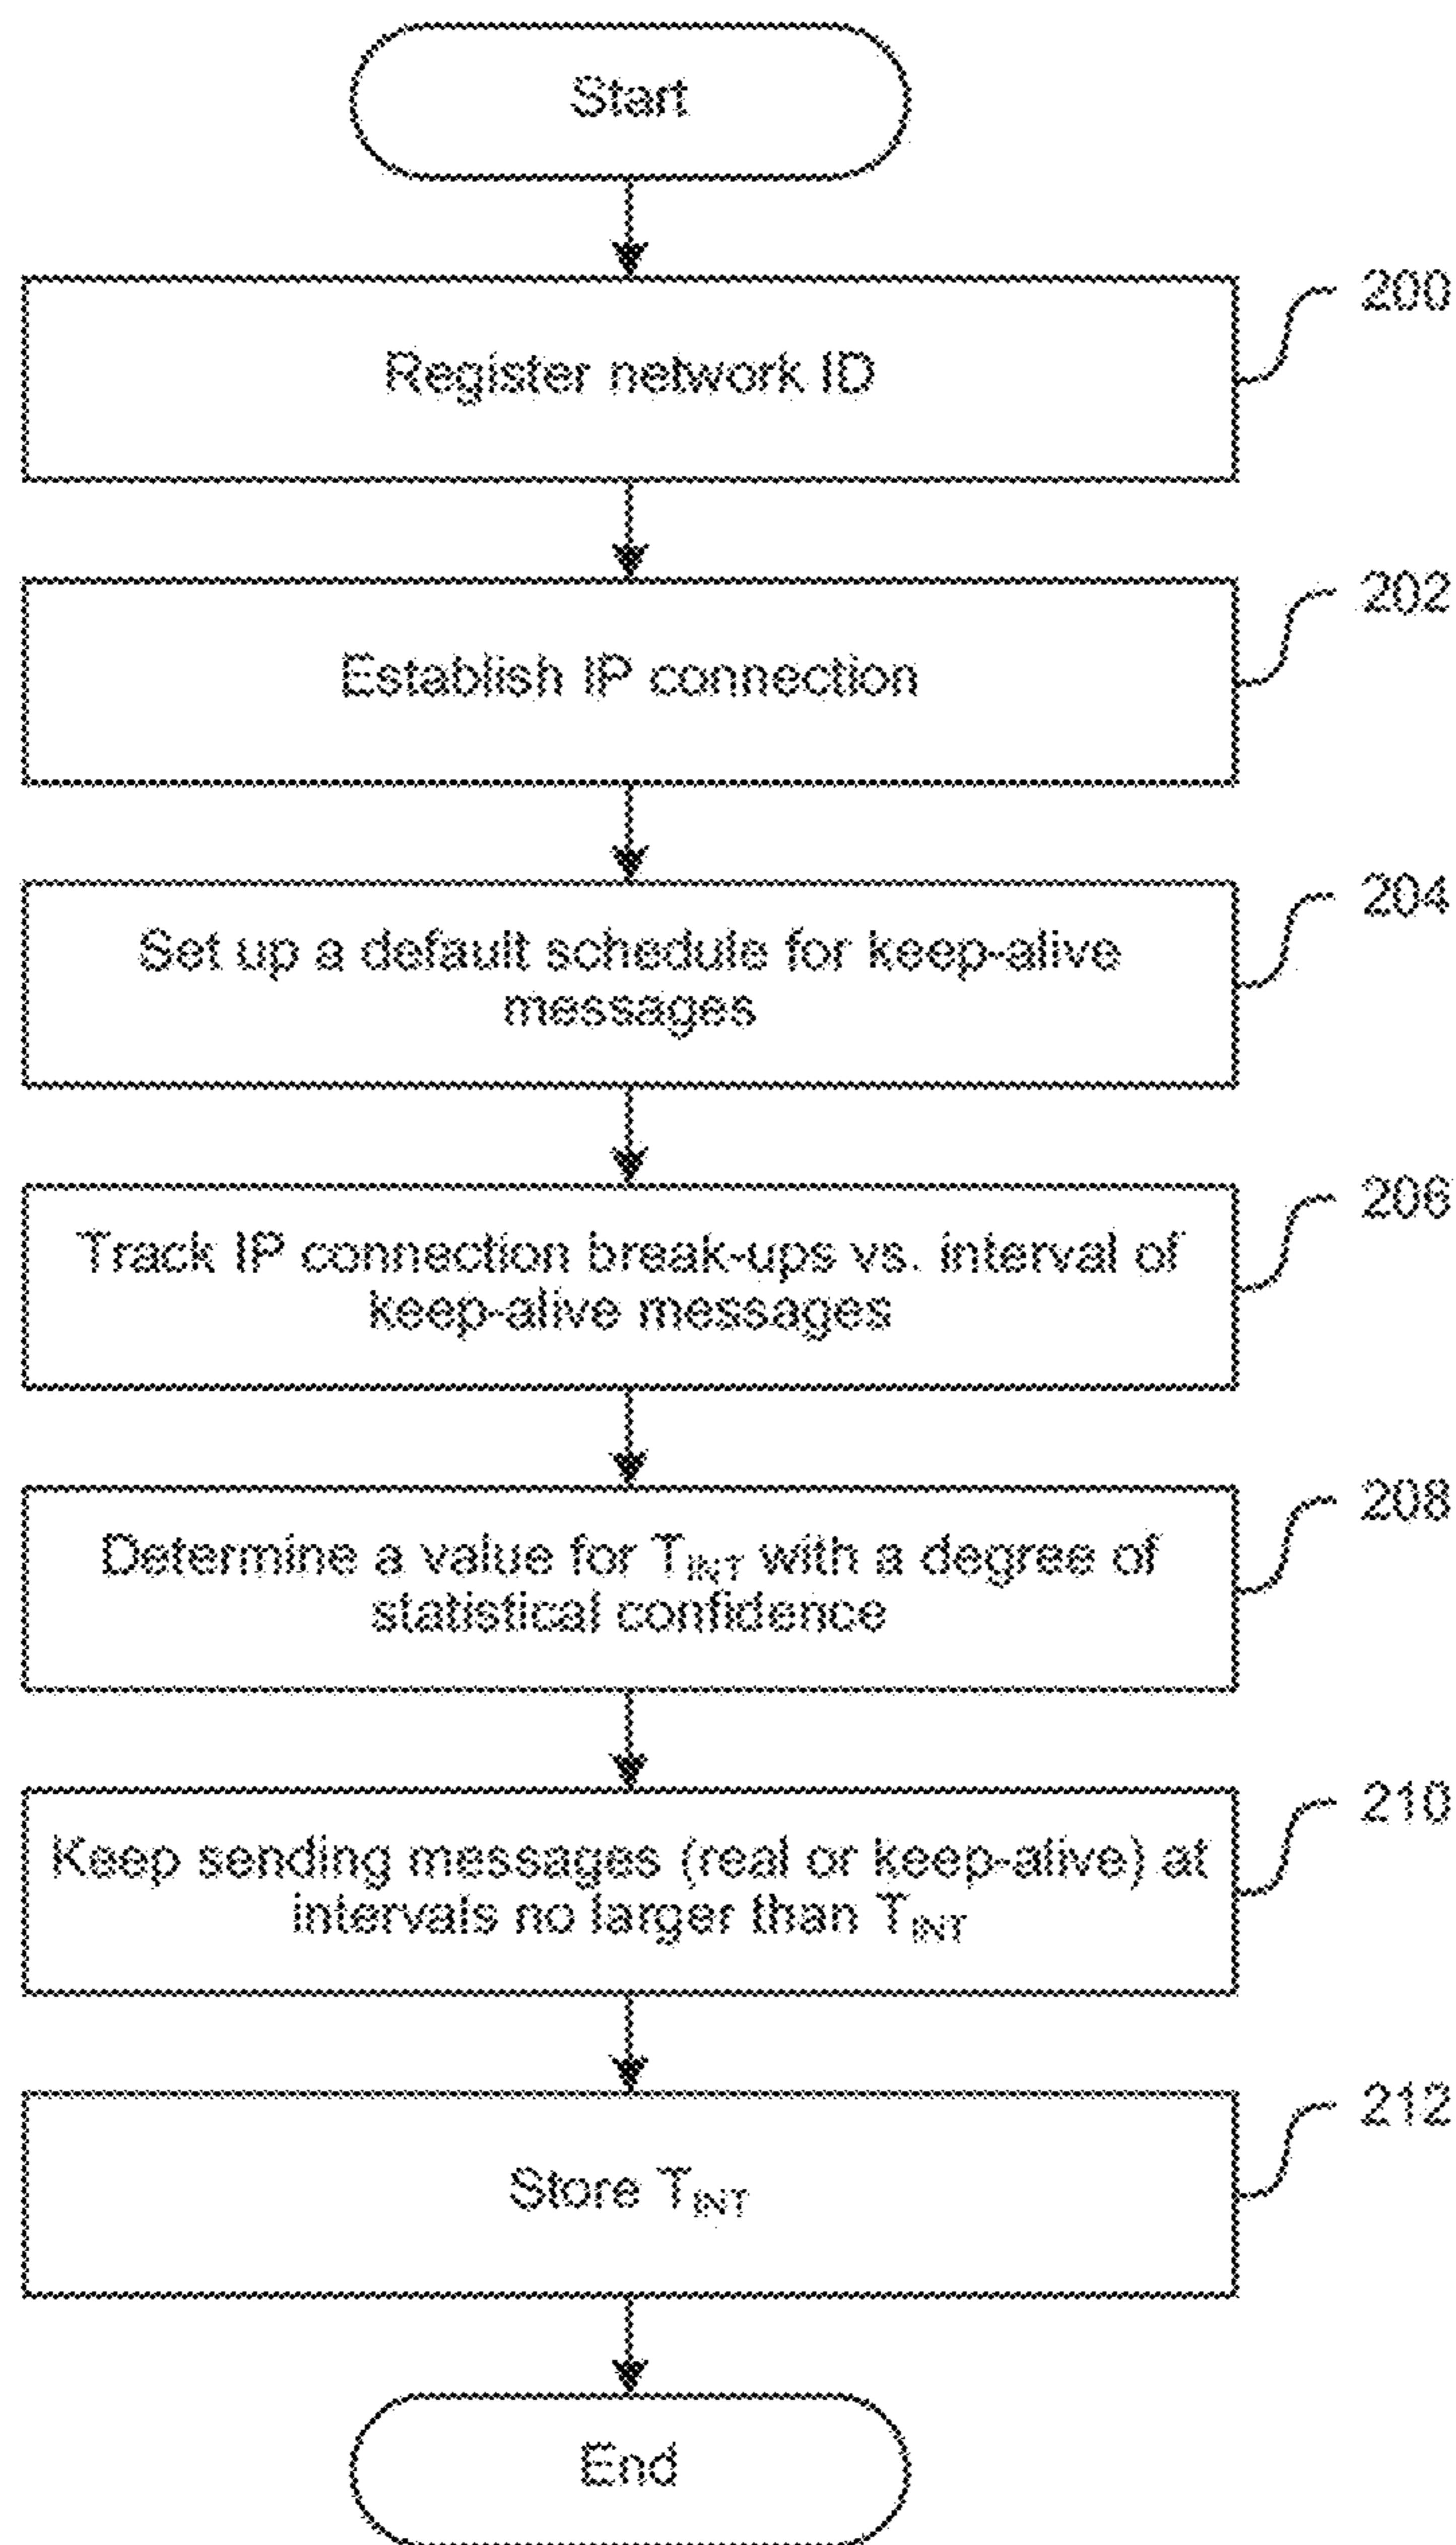 Start
200
Register network ID
202
Establish IP connection
204
Set up a default schedule for keep-alive
messages
206
Track IP connection break-ups vs. interval of
keep-alive messages
208
Determine a value for TINT with a degree of
statistical confidence
210
Keep sending messages (real or keep-alive) at
intervals no larger than TINT
212
Store TINT
End